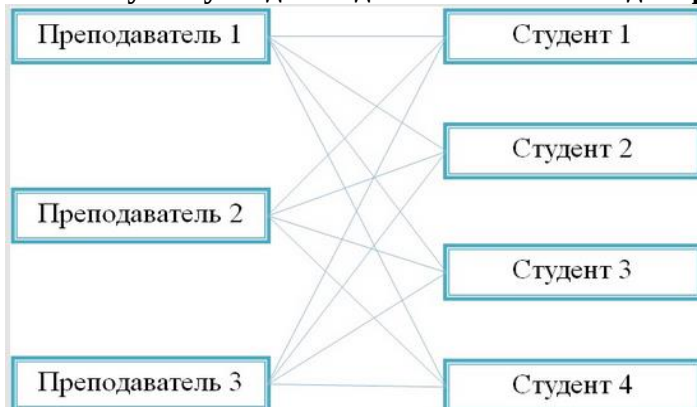 Преподаватель 1
Студент 1
Студент 2
Преподаватель 2
Студент 3
Преподаватель 3
Студент 4